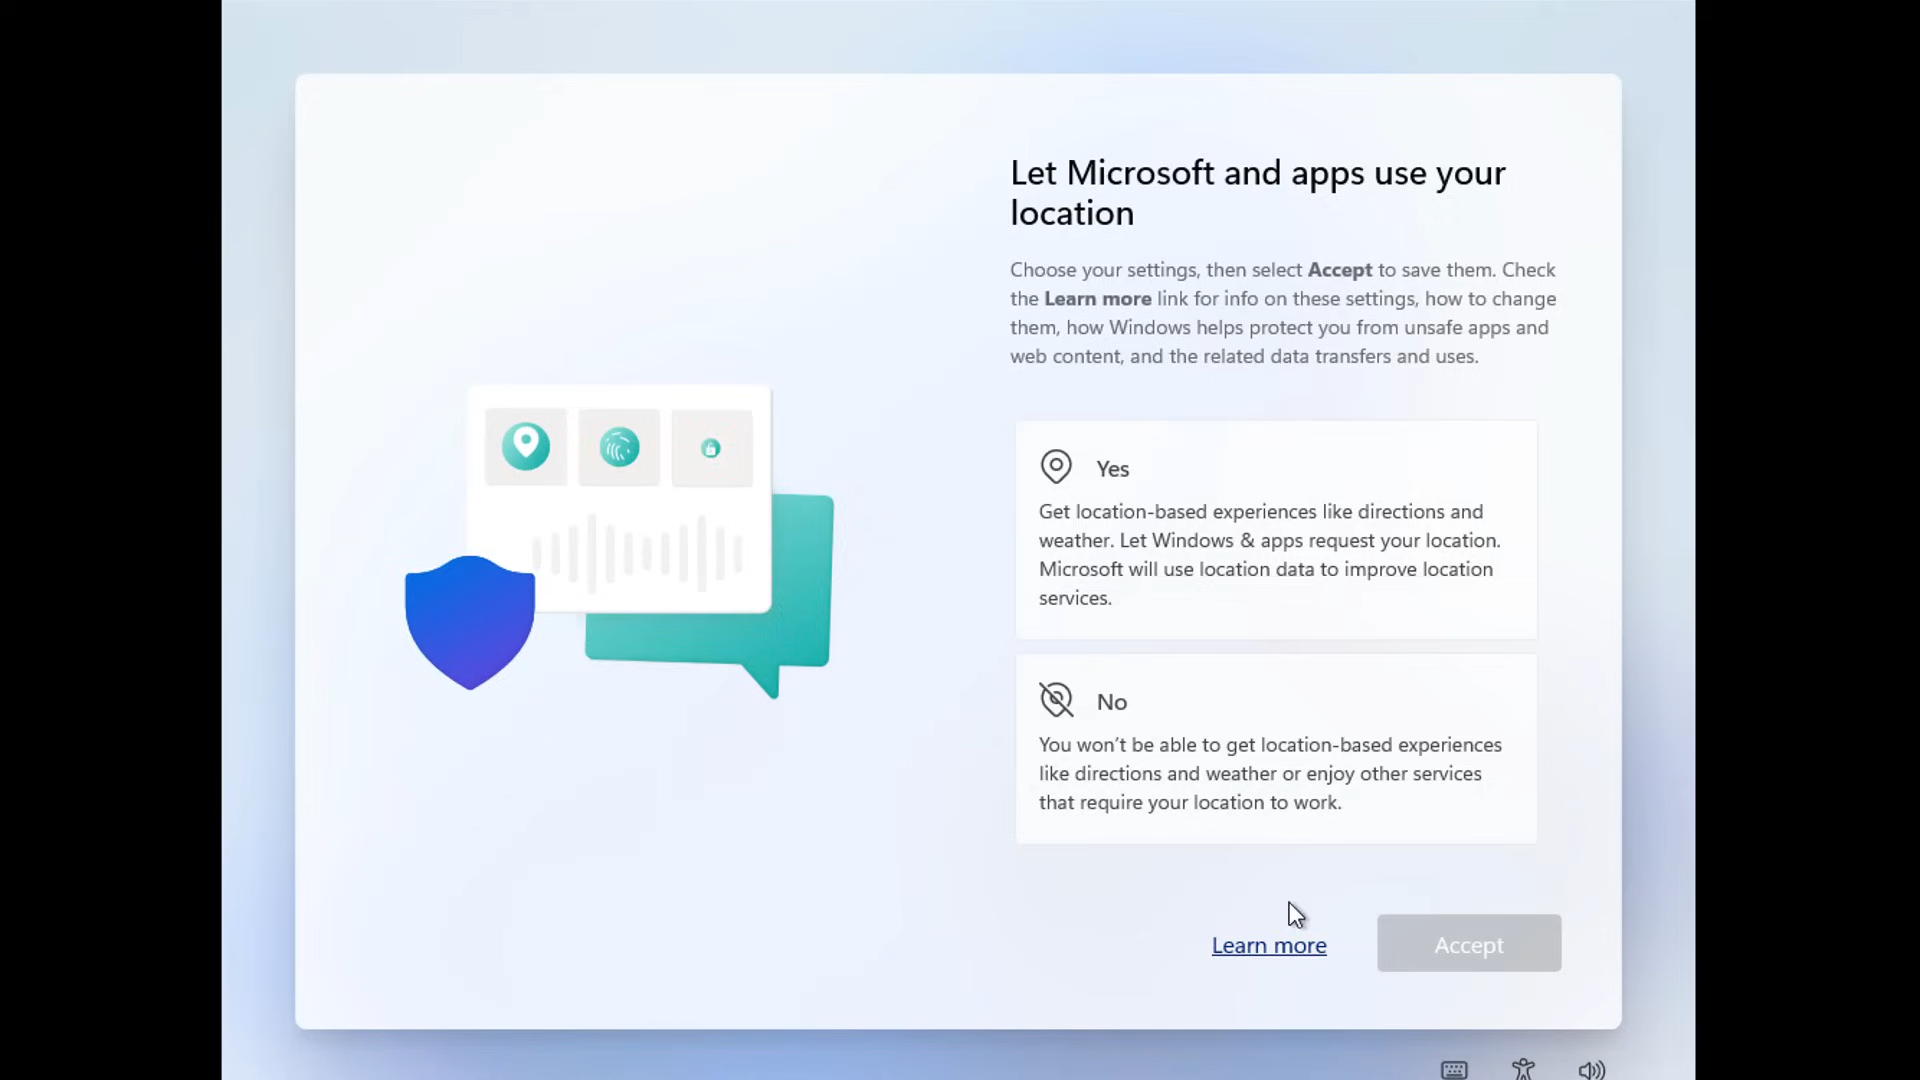 Let Microsoft and apps use your
location
Choose your settings, then select Accept to save them. Check
the Learn more link for info on these settings, how to change
them, how Windows helps protect you from unsafe apps and
web content, and the related data transfers and uses.
Yes
Get location-based experiences like directions and
weather. Let Windows & apps request your location.
Microsoft will use location data to improve location
services.
No
You won’t be able to get location-based experiences
like directions and weather or enjoy other services
that require your location to work.
Learn more
Accept